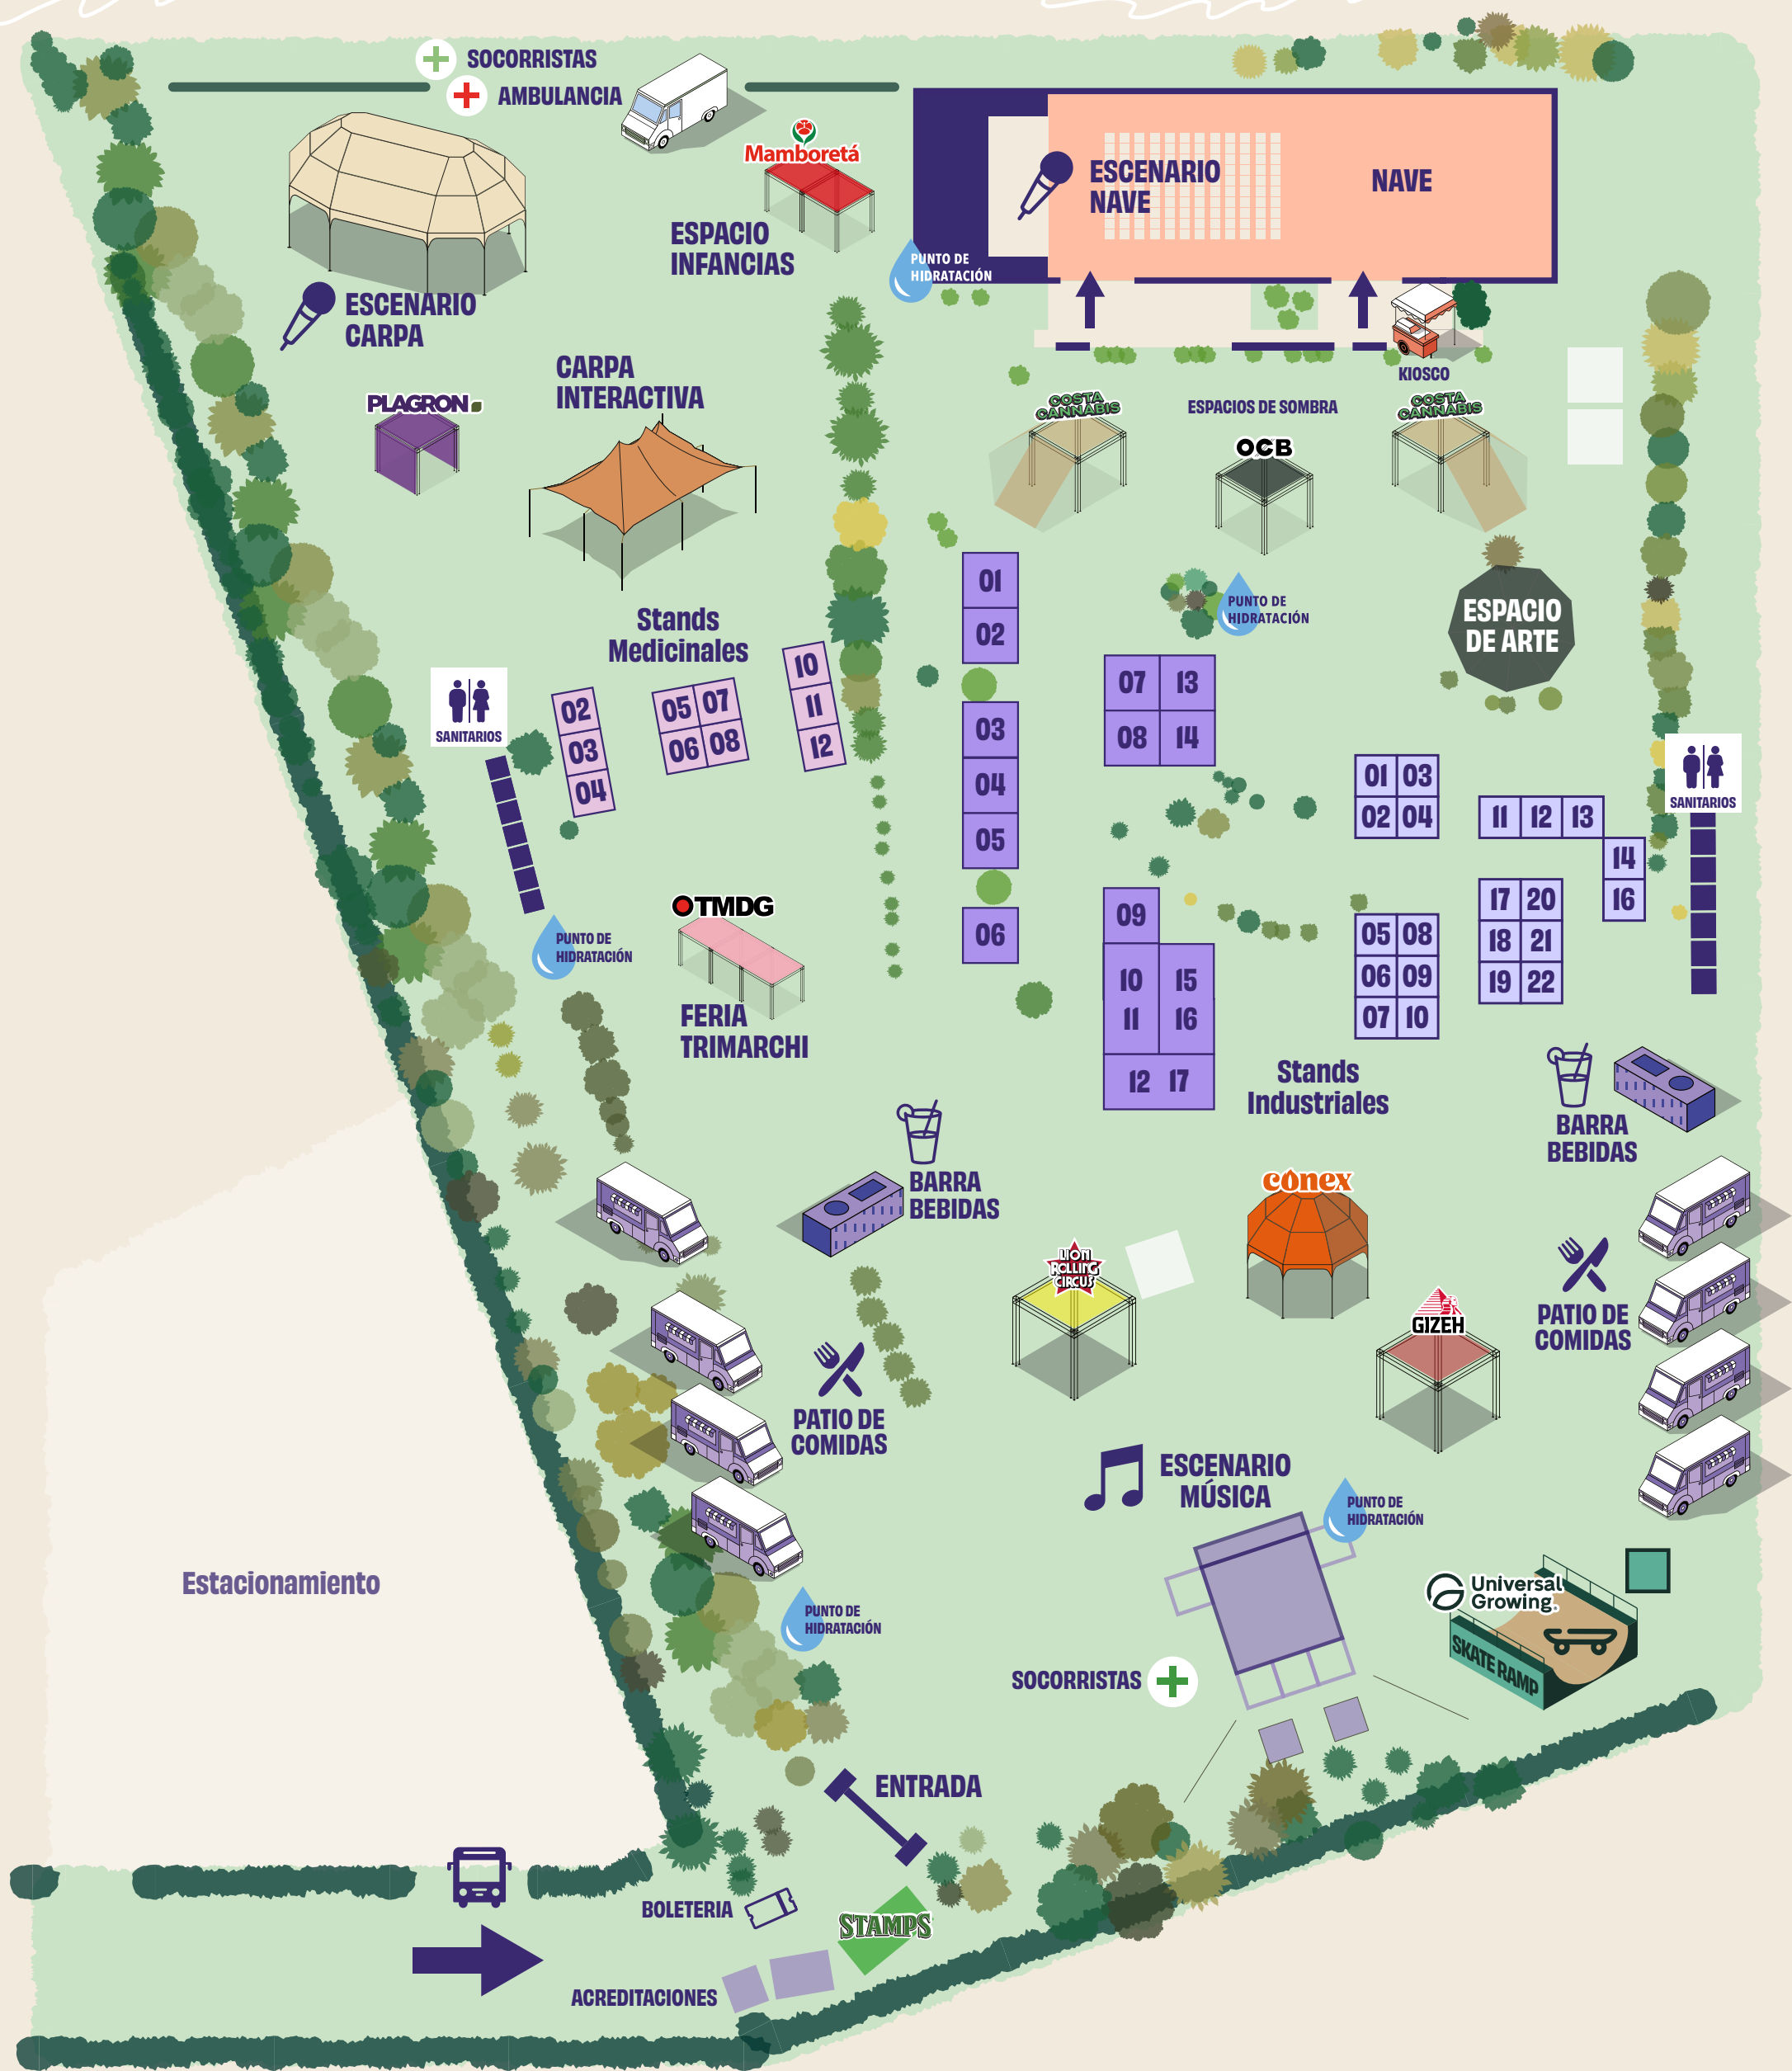 SOCORRISTAS
AMBULANCIA
Mamboretá
ESPACIO
INFANCIAS
ESCENARIO
NAVE
NAVE
PUNTO DE
HIDRATACIÓN
ESCENARIO
CARPA
CARPA
INTERACTIVA
PLAGRON.
KIOSCO
COSTA
CANNABIS
ESPACIOS DE SOMBRA
COSTA
CANNABIS
OCB
PUNTO DE
HIDRATACIÓN
ESPACIO
DE ARTE
Stands
Medicinales
SANITARIOS
02
03
04
05 07
06 08
10
11
12
01
02
03
04
05
06
07 13
08 14
09
10 15
11 16
12 17
01 03
02 04
05 08
06 09
07 10
11 12 13
14
16
17 20
18 21
19 22
SANITARIOS
PUNTO DE
HIDRATACIÓN
TMDG
FERIA
TRIMARCHI
Stands
Industriales
BARRA
BEBIDAS
BARRA
BEBIDAS
cônex
LION
ROLLING
CIRCUS
GIZEH
PATIO DE
COMIDAS
PATIO DE
COMIDAS
ESCENARIO
MÚSICA
PUNTO DE
HIDRATACIÓN
Universal
Growing.
SKATE RAMP
Estacionamiento
PUNTO DE
HIDRATACIÓN
SOCORRISTAS
ENTRADA
BOLETERIA
STAMPS
ACREDITACIONES